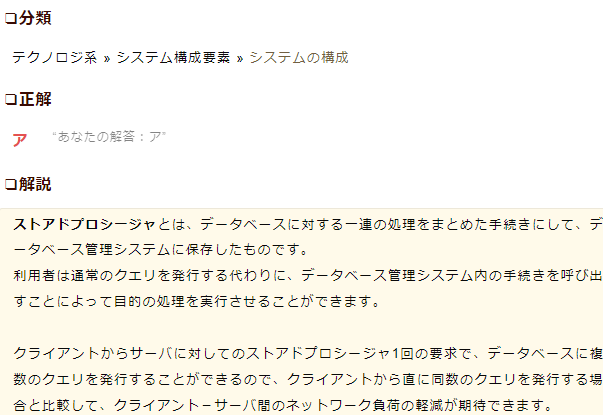 ❏分類
テクノロジ系 » システム構成要素 » システムの構成
❏正解
ア “あなたの解答：ア”
❏解説
ストアドプロシージャとは、データベースに対する一連の処理をまとめた手続きにして、デ
ータベース管理システムに保存したものです。
利用者は通常のクエリを発行する代わりに、データベース管理システム内の手続きを呼び出
すことによって目的の処理を実行させることができます。
クライアントからサーバに対してのストアドプロシージャ1回の要求で、データベースに複
数のクエリを発行することができるので、クライアントから直に同数のクエリを発行する場
合と比較して、クライアント－サーバ間のネットワーク負荷の軽減が期待できます。